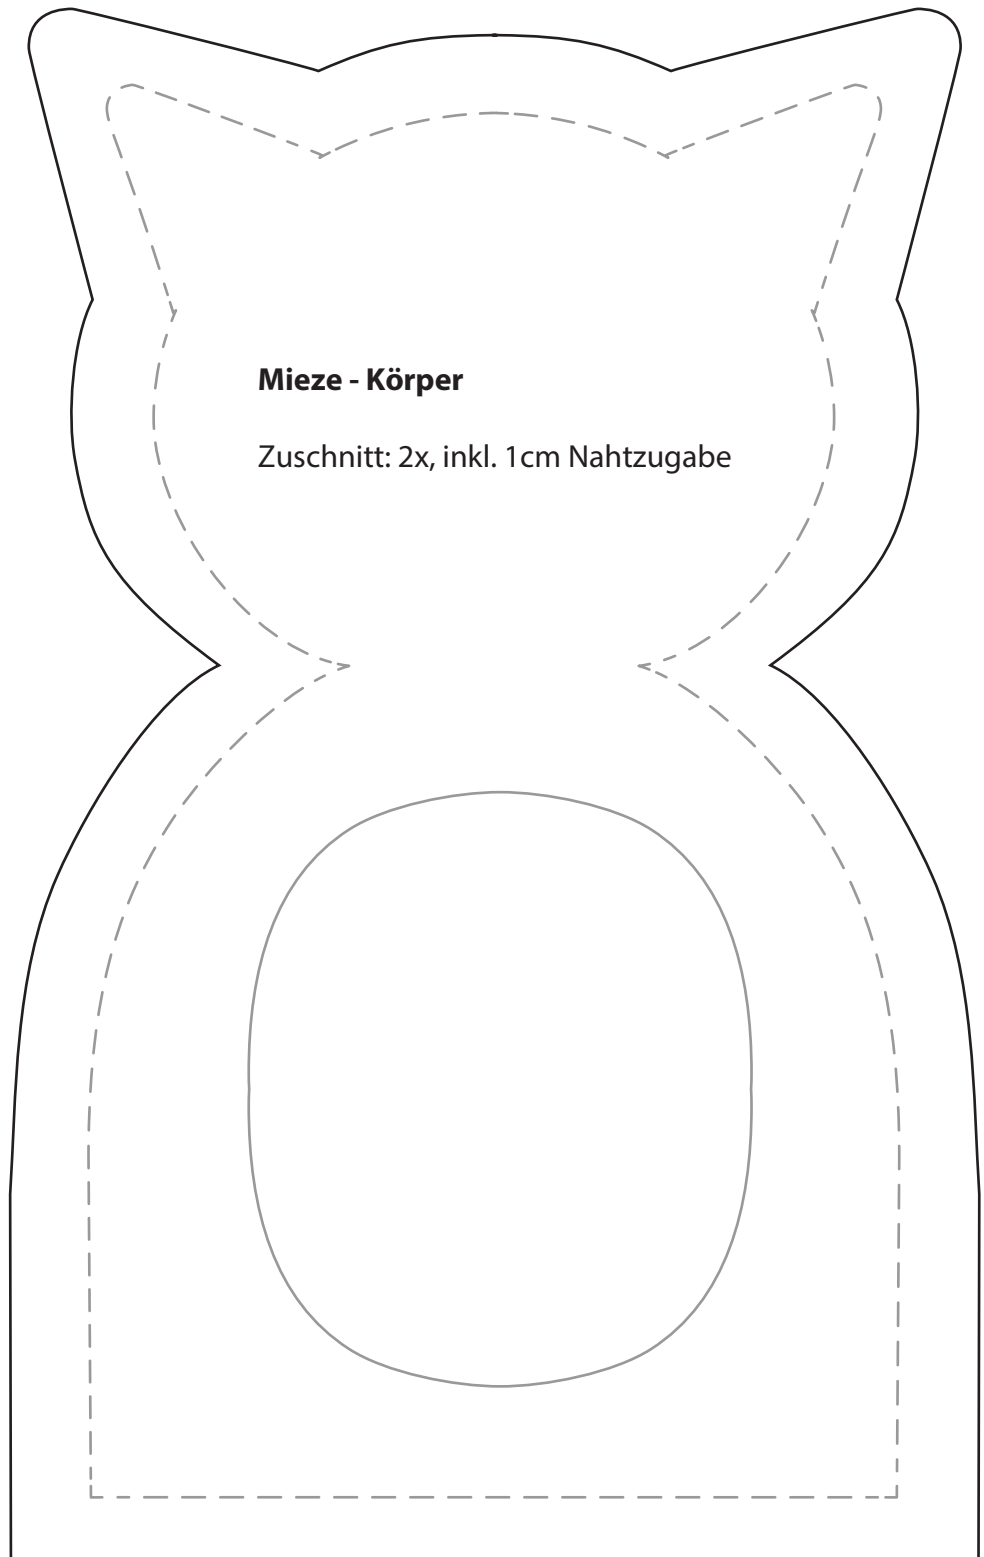 Mieze - Körper
Zuschnitt: 2x, inkl. 1cm Nahtzugabe